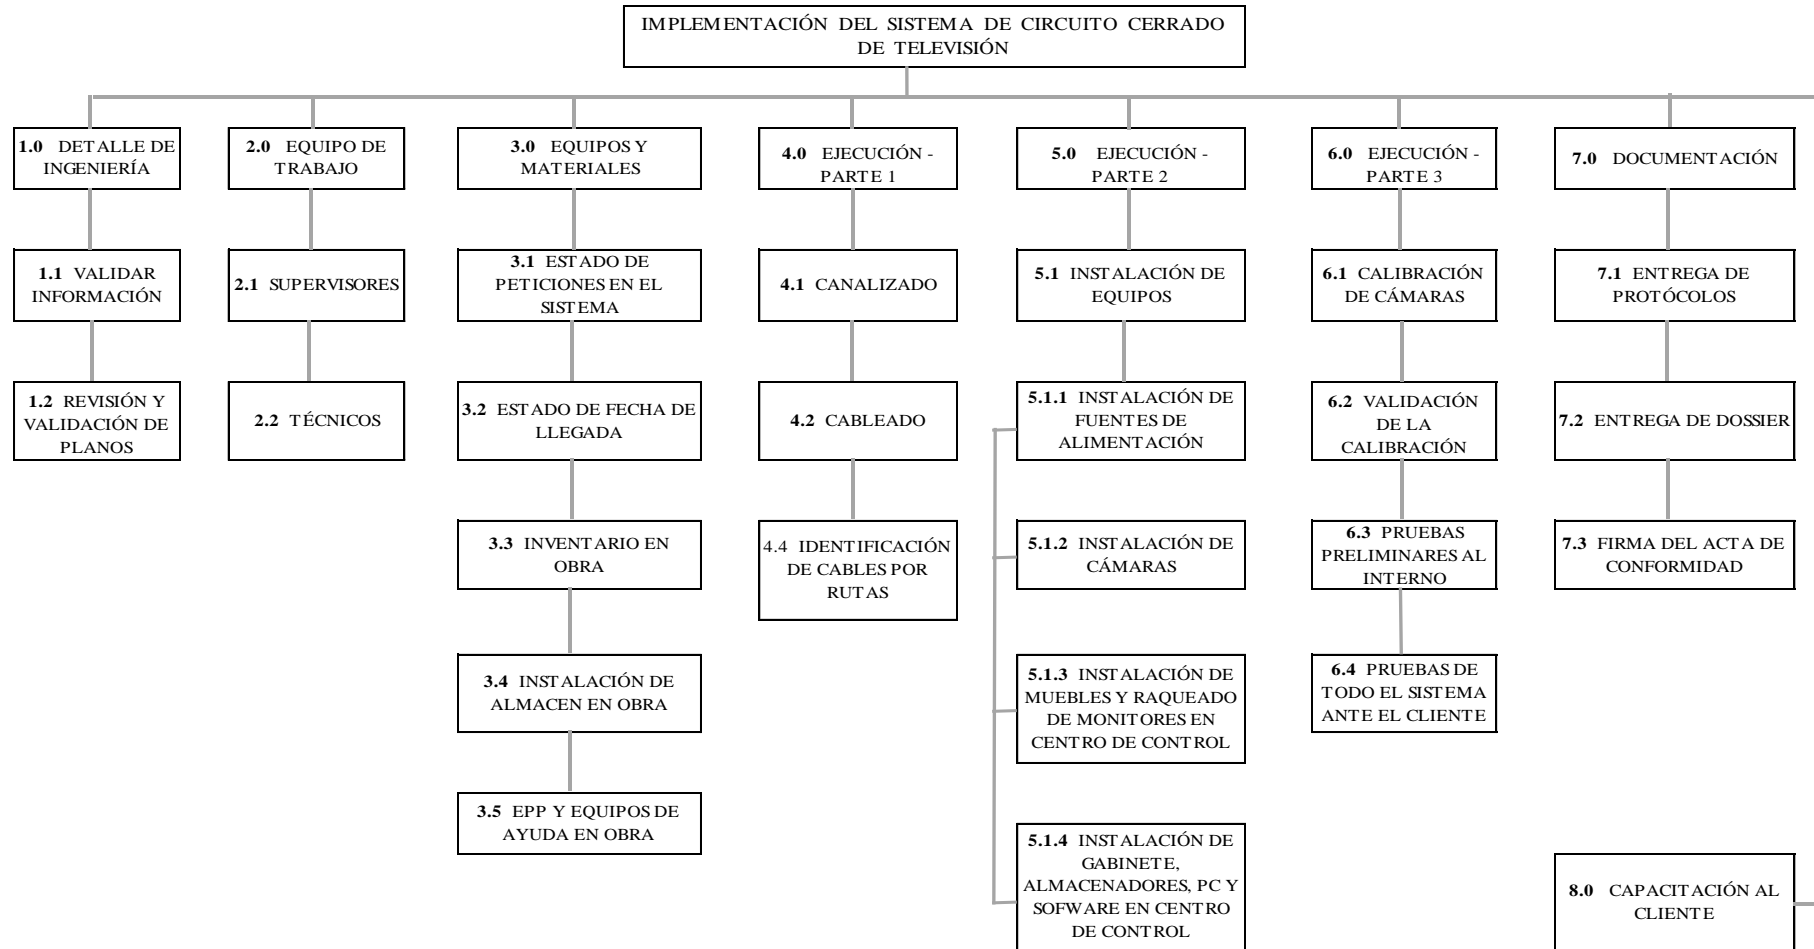 IMPLEMENTACIÓN DEL SISTEMA DE CIRCUITO CERRADO
DE TELEVISIÓN
1.0 DETALLE DE
INGENIERÍA
2.0 EQUIPO DE
TRABAJO
3.0 EQUIPOS Y
MATERIALES
4.0 EJECUCIÓN -
PARTE 1
5.0 EJECUCIÓN -
PARTE 2
6.0 EJECUCIÓN -
PARTE 3
7.0 DOCUMENTACIÓN
1.1 VALIDAR
INFORMACIÓN
2.1 SUPERVISORES
3.1 ESTADO DE
PETICIONES EN EL
SISTEMA
4.1 CANALIZADO
5.1 INSTALACIÓN DE
EQUIPOS
6.1 CALIBRACIÓN
DE CÁMARAS
7.1 ENTREGA DE
PROTÓCOLOS
1.2 REVISIÓN Y
VALIDACIÓN DE
PLANOS
2.2 TÉCNICOS
3.2 ESTADO DE FECHA DE
LLEGADA
4.2 CABLEADO
5.1.1 INSTALACIÓN DE
FUENTES DE
ALIMENTACIÓN
6.2 VALIDACIÓN
DE LA
CALIBRACIÓN
7.2 ENTREGA DE DOSSIER
3.3 INVENTARIO EN
OBRA
4.4 IDENTIFICACIÓN
DE CABLES POR
RUTAS
5.1.2 INSTALACIÓN DE
CÁMARAS
6.3 PRUEBAS
PRELIMINARES AL
INTERNO
7.3 FIRMA DEL ACTA DE
CONFORMIDAD
3.4 INSTALACIÓN DE
ALMACEN EN OBRA
5.1.3 INSTALACIÓN DE
MUEBLES Y RAQUEADO
DE MONITORES EN
CENTRO DE CONTROL
6.4 PRUEBAS DE
TODO EL SISTEMA
ANTE EL CLIENTE
3.5 EPP Y EQUIPOS DE
AYUDA EN OBRA
5.1.4 INSTALACIÓN DE
GABINETE,
ALMACENADORES, PC Y
SOFWARE EN CENTRO
DE CONTROL
8.0 CAPACITACIÓN AL
CLIENTE